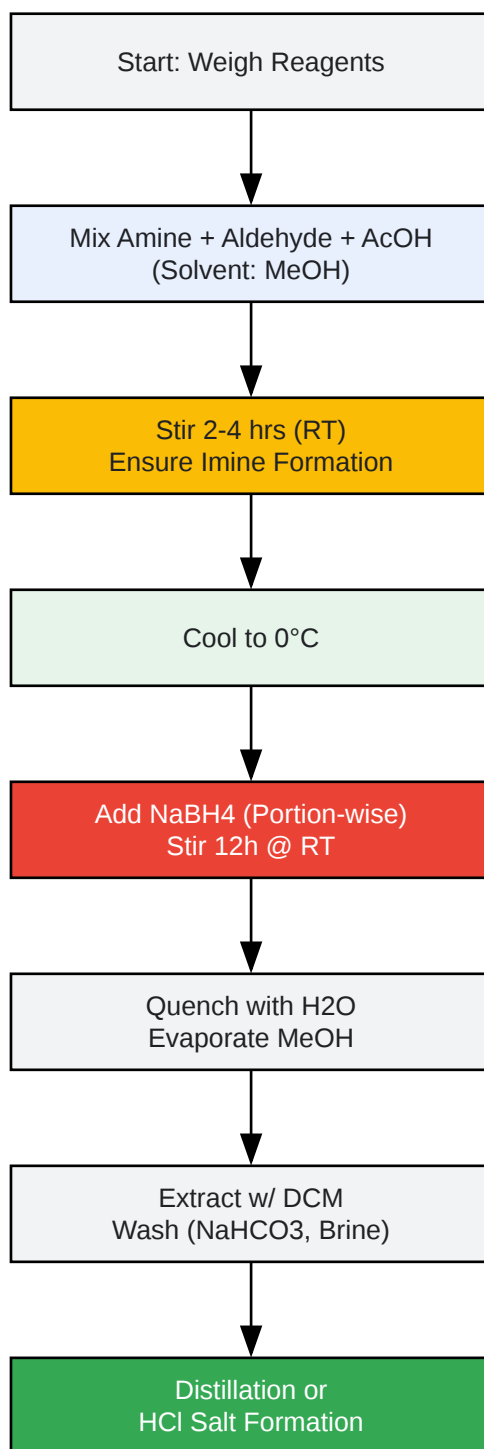 Start: Weigh Reagents
Mix Amine + Aldehyde + AcOH
(Solvent: MeOH)
Stir 2-4 hrs (RT)
Ensure Imine Formation
Cool to 0°C
Add NaBH4 (Portion-wise)
Stir 12h @ RT
Quench with H2O
Evaporate MeOH
Extract w/ DCM
Wash (NaHCO3, Brine)
Distillation or
HCl Salt Formation